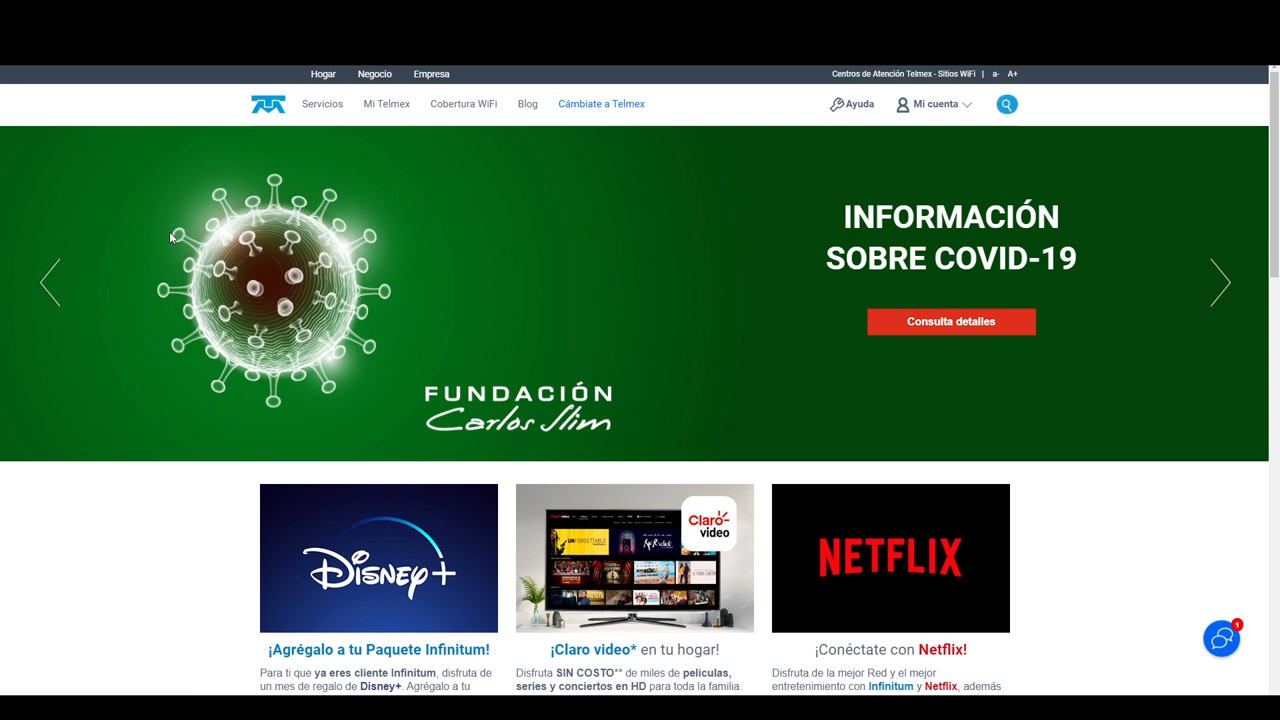 Hogar Negocio Empresa Centros de Atención Telmex - Sitios WiFi | a- A+
Servicios Mi Telmex Cobertura WiFi Blog Cámbiate a Telmex Ayuda Mi cuenta
INFORMACIÓN
SOBRE COVID-19
Consulta detalles
FUNDACIÓN
Carlos Slim
Disney+
Claro
video
NETFLIX
¡Agrégalo a tu Paquete Infinitum!
Para ti que ya eres cliente Infinitum, disfruta de
un mes de regalo de Disney+. Agrégalo a tu
¡Claro video* en tu hogar!
Disfruta SIN COSTO** de miles de películas,
series y conciertos en HD para toda la familia.
¡Conéctate con Netflix!
Disfruta de la mejor Red y el mejor
entretenimiento con Infinitum y Netflix, además
1